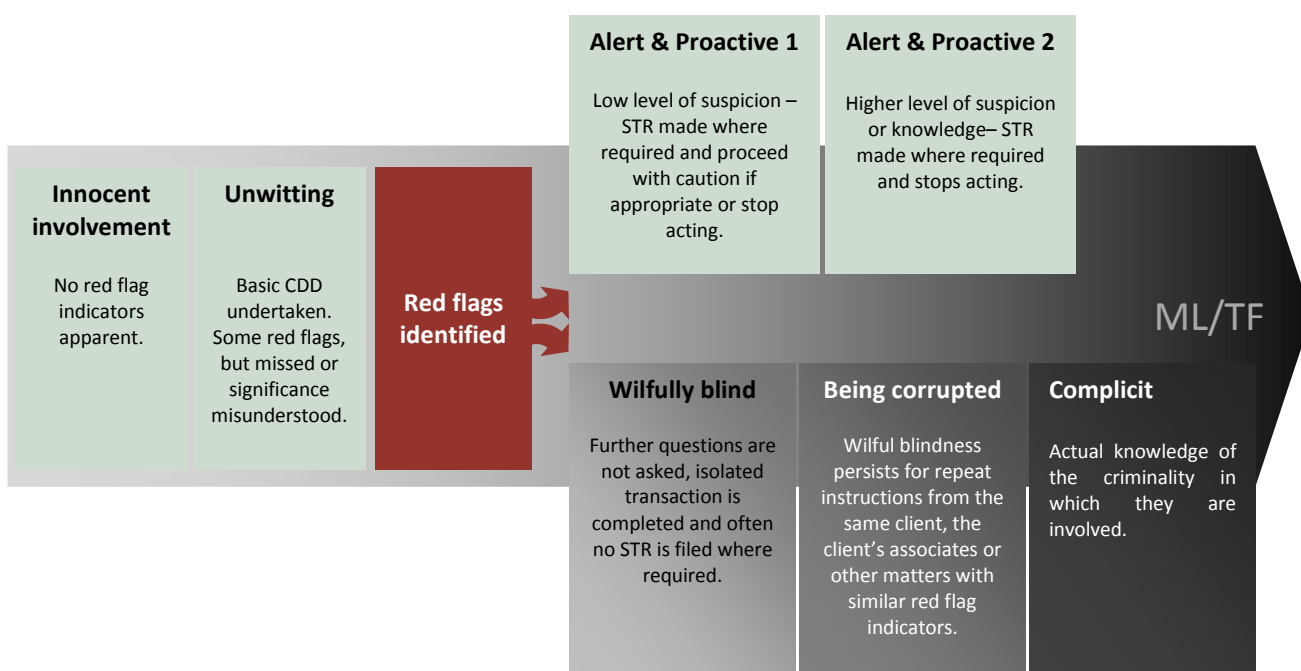 Innocent
involvement
No red flag
indicators
apparent.
Unwitting
Basic CDD
undertaken.
Some red flags,
but missed or
significance
misunderstood.
Red flags
identified
Alert & Proactive 1
Low level of suspicion –
STR made where
required and proceed
with caution if
appropriate or stop
acting.
Alert & Proactive 2
Higher level of suspicion
or knowledge– STR
made where required
and stops acting.
ML/TF
Wilfully blind
Further questions are
not asked, isolated
transaction is
completed and often
no STR is filed where
required.
Being corrupted
Wilful blindness
persists for repeat
instructions from the
same client, the
client’s associates or
other matters with
similar red flag
indicators.
Complicit
Actual knowledge of
the criminality in
which they are
involved.